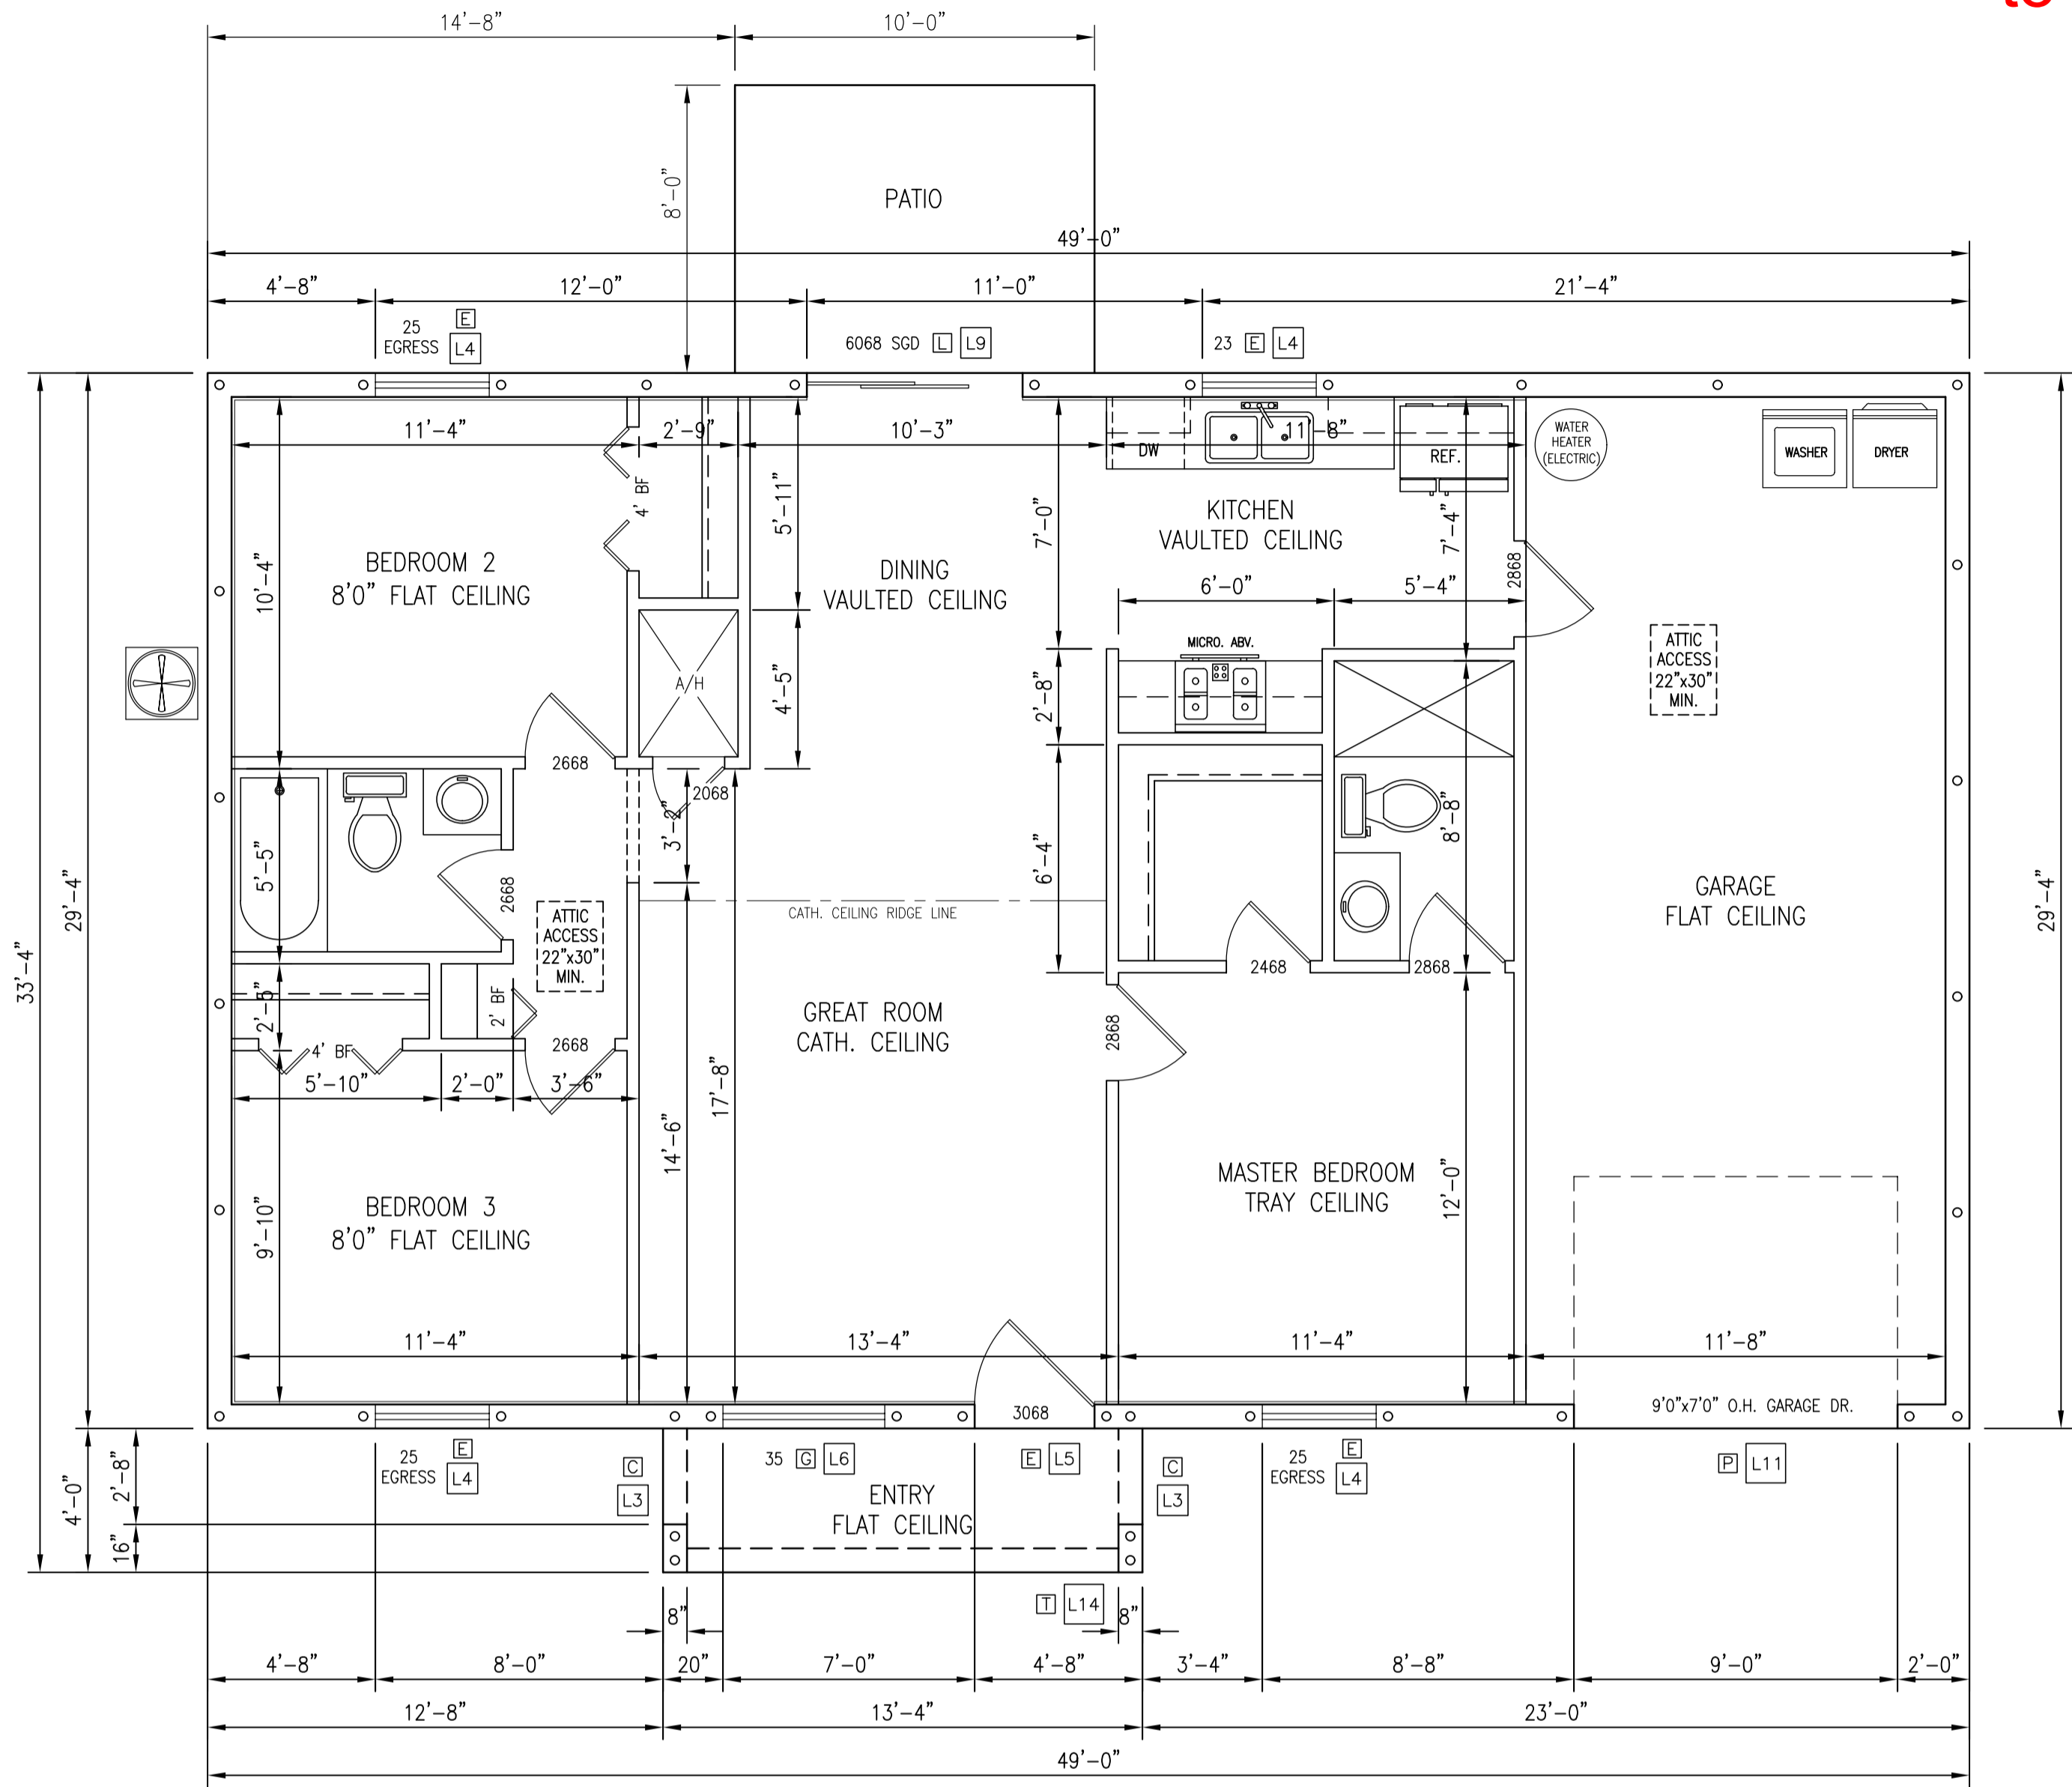 to
14'-8"
10'-0"
8'-0"
PATIO
49'-0"
4'-8"
12'-0"
11'-0"
21'-4"
25
EGRESS
E
L4
6068 SGD
L
L9
23
E
L4
11'-4"
2'-9"
10'-3"
11'-8"
DW
REF.
WATER
HEATER
(ELECTRIC)
WASHER
DRYER
4' BF
5'-11"
7'-0"
7'-4"
KITCHEN
VAULTED CEILING
BEDROOM 2
8'0" FLAT CEILING
10'-4"
DINING
VAULTED CEILING
6'-0"
5'-4"
2868
MICRO. ABV.
ATTIC
ACCESS
22"x30"
MIN.
A/H
4'-5"
2'-8"
2668
2068
3'-2"
5'-5"
2668
6'-4"
8'-8"
29'-4"
33'-4"
ATTIC
ACCESS
22"x30"
MIN.
CATH. CEILING RIDGE LINE
GARAGE
FLAT CEILING
29'-4"
2468
2868
2'-5"
2' BF
4' BF
2668
GREAT ROOM
CATH. CEILING
2868
5'-10"
2'-0"
3'-6"
17'-8"
14'-6"
BEDROOM 3
8'0" FLAT CEILING
9'-10"
MASTER BEDROOM
TRAY CEILING
12'-0"
11'-4"
13'-4"
11'-4"
11'-8"
3068
9'0"x7'0" O.H. GARAGE DR.
25
EGRESS
E
L4
C
L3
35
G
L6
E
L5
C
L3
25
EGRESS
E
L4
P
L11
ENTRY
FLAT CEILING
4'-0"
2'-8"
16"
8"
T
L14
8"
4'-8"
8'-0"
20"
7'-0"
4'-8"
3'-4"
8'-8"
9'-0"
2'-0"
12'-8"
13'-4"
23'-0"
49'-0"